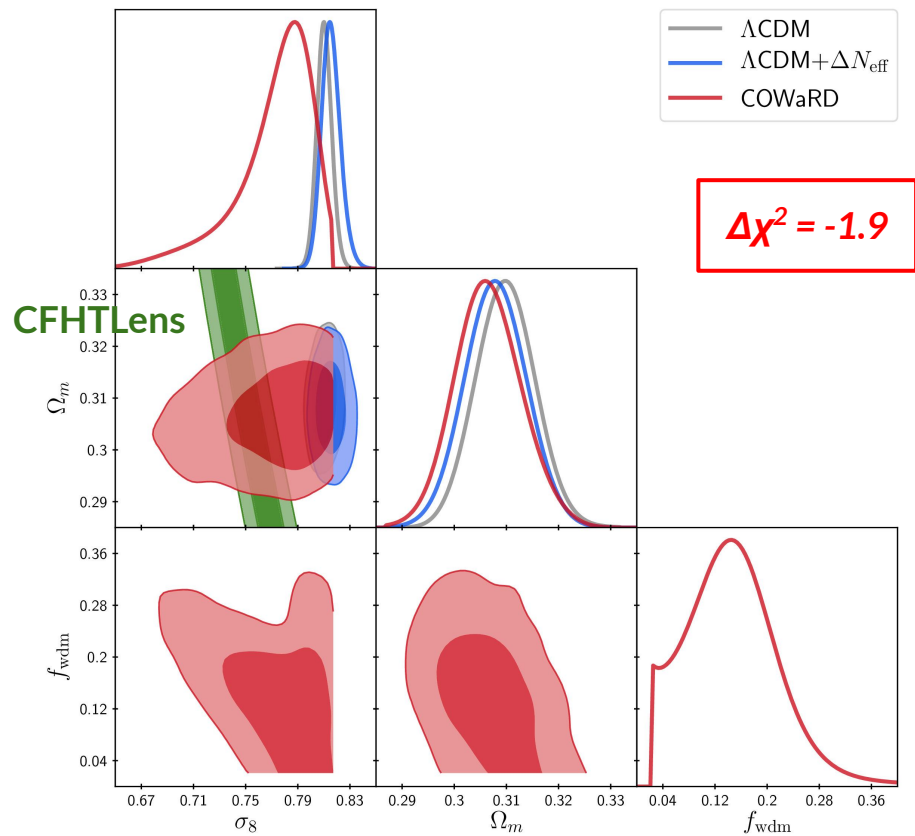 ΛCDM
ΛCDM+ΔN_eff
COWaRD
Δχ² = -1.9
CFHTLens
0.33
0.32
0.31
0.3
0.29
Ω_m
0.36
0.28
0.2
0.12
0.04
f_wdm
0.67 0.71 0.75 0.79 0.83
σ_8
0.29 0.3 0.31 0.32 0.33
Ω_m
0.04 0.12 0.2 0.28 0.36
f_wdm